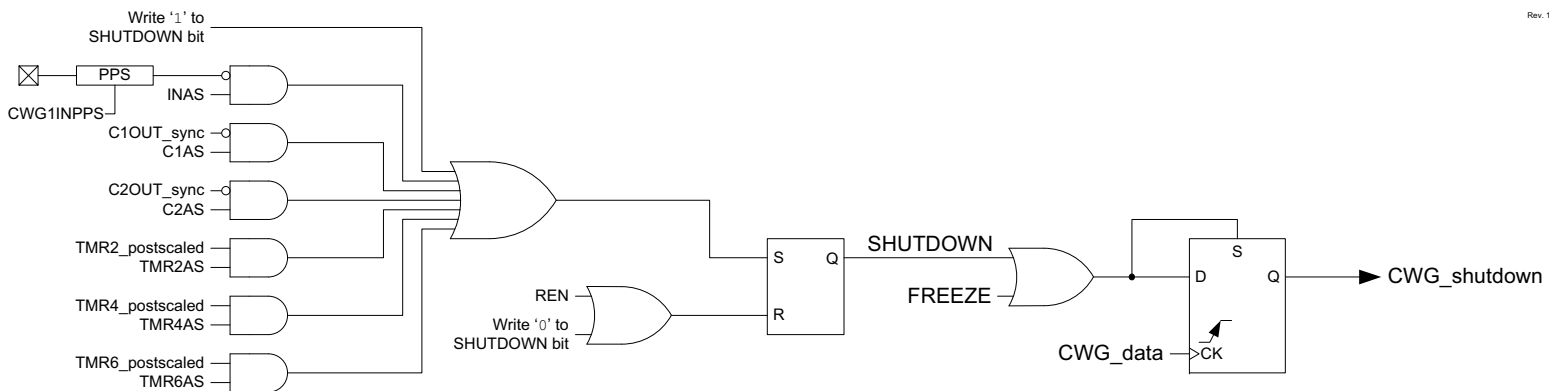 Rev. 1
Write ‘1’ to
SHUTDOWN bit
PPS
INAS
CWG1INPPS
C1OUT_sync
C1AS
C2OUT_sync
C2AS
TMR2_postscaled
TMR2AS
TMR4_postscaled
TMR4AS
TMR6_postscaled
TMR6AS
REN
Write ‘0’ to
SHUTDOWN bit
S
Q
R
SHUTDOWN
FREEZE
S
D
Q
CWG_data
CK
CWG_shutdown